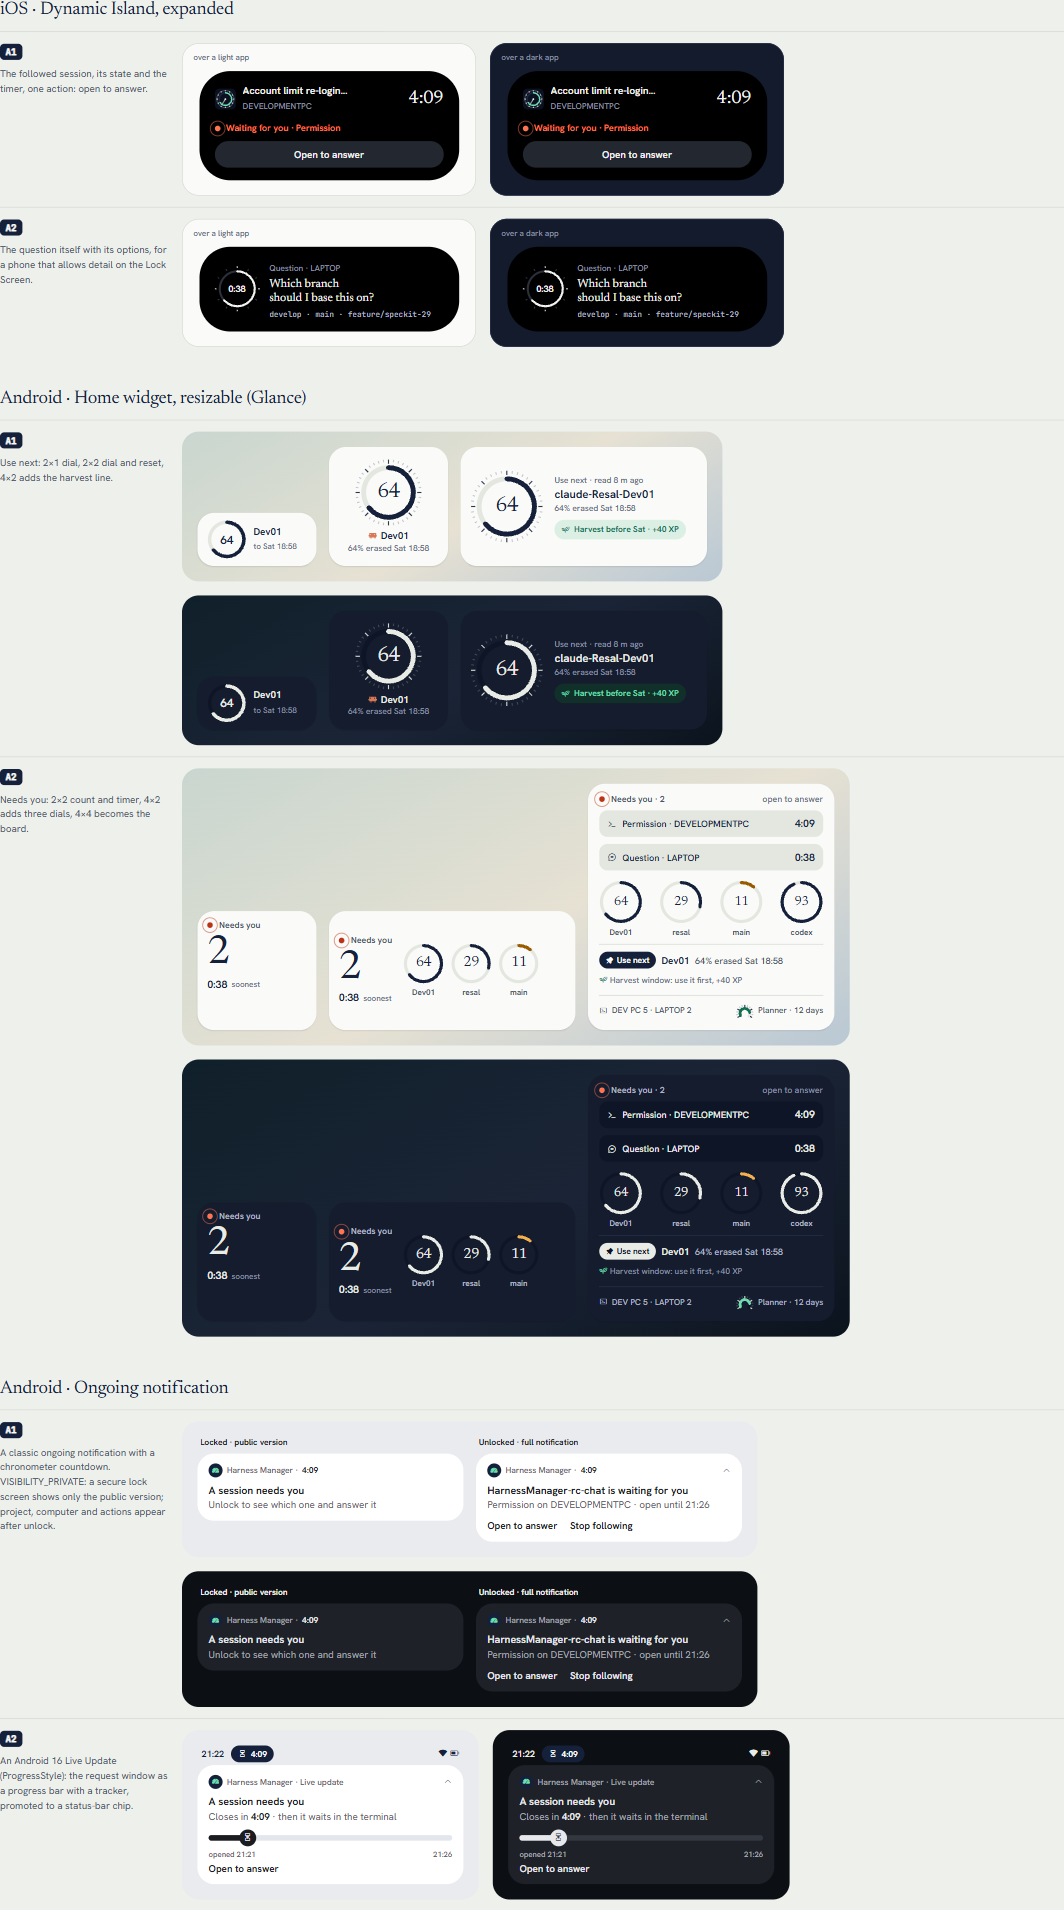 iOS · Dynamic Island, expanded
A1
The followed session, its state and the
timer, one action: open to answer.
over a light app
Account limit re-login...
DEVELOPMENTPC
4:09
Waiting for you · Permission
Open to answer
over a dark app
Account limit re-login...
DEVELOPMENTPC
4:09
Waiting for you · Permission
Open to answer
A2
The question itself with its options, for
a phone that allows detail on the Lock
Screen.
over a light app
0:38
Question · LAPTOP
Which branch
should I base this on?
develop · main · feature/speckit-29
over a dark app
0:38
Question · LAPTOP
Which branch
should I base this on?
develop · main · feature/speckit-29
Android · Home widget, resizable (Glance)
A1
Use next: 2×1 dial, 2×2 dial and reset,
4×2 adds the harvest line.
64
Dev01
to Sat 18:58
64
Dev01
64% erased Sat 18:58
64
Use next · read 8 m ago
claude-Resal-Dev01
64% erased Sat 18:58
Harvest before Sat · +40 XP
64
Dev01
to Sat 18:58
64
Dev01
64% erased Sat 18:58
64
Use next · read 8 m ago
claude-Resal-Dev01
64% erased Sat 18:58
Harvest before Sat · +40 XP
A2
Needs you: 2×2 count and timer, 4×2
adds three dials, 4×4 becomes the
board.
Needs you
2
0:38 soonest
Needs you
2
0:38 soonest
64 29 11
Dev01 resal main
Needs you · 2 open to answer
Permission · DEVELOPMENTPC 4:09
Question · LAPTOP 0:38
64 29 11 93
Dev01 resal main codex
Use next Dev01 64% erased Sat 18:58
Harvest window: use it first, +40 XP
DEV PC 5 · LAPTOP 2 Planner · 12 days
Needs you
2
0:38 soonest
Needs you
2
0:38 soonest
64 29 11
Dev01 resal main
Needs you · 2 open to answer
Permission · DEVELOPMENTPC 4:09
Question · LAPTOP 0:38
64 29 11 93
Dev01 resal main codex
Use next Dev01 64% erased Sat 18:58
Harvest window: use it first, +40 XP
DEV PC 5 · LAPTOP 2 Planner · 12 days
Android · Ongoing notification
A1
A classic ongoing notification with a
chronometer countdown.
VISIBILITY_PRIVATE: a secure lock
screen shows only the public version;
project, computer and actions appear
after unlock.
Locked · public version
Harness Manager · 4:09
A session needs you
Unlock to see which one and answer it
Unlocked · full notification
Harness Manager · 4:09
HarnessManager-rc-chat is waiting for you
Permission on DEVELOPMENTPC · open until 21:26
Open to answer Stop following
Locked · public version
Harness Manager · 4:09
A session needs you
Unlock to see which one and answer it
Unlocked · full notification
Harness Manager · 4:09
HarnessManager-rc-chat is waiting for you
Permission on DEVELOPMENTPC · open until 21:26
Open to answer Stop following
A2
An Android 16 Live Update
(ProgressStyle): the request window as
a progress bar with a tracker,
promoted to a status-bar chip.
21:22 4:09
Harness Manager · Live update
A session needs you
Closes in 4:09 · then it waits in the terminal
opened 21:21 21:26
Open to answer
21:22 4:09
Harness Manager · Live update
A session needs you
Closes in 4:09 · then it waits in the terminal
opened 21:21 21:26
Open to answer